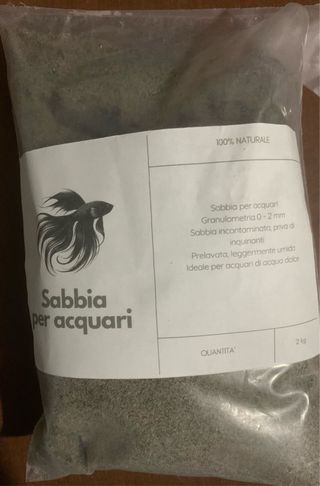 100% NATURALE
Sabbia per acquari
Granulometria 0 - 2 mm
Sabbia incontaminata, priva di
inquinanti
Prelavata, leggermente umida
Ideale per acquari di acqua dolce
Sabbia
per acquari
QUANTITA'
2 kg